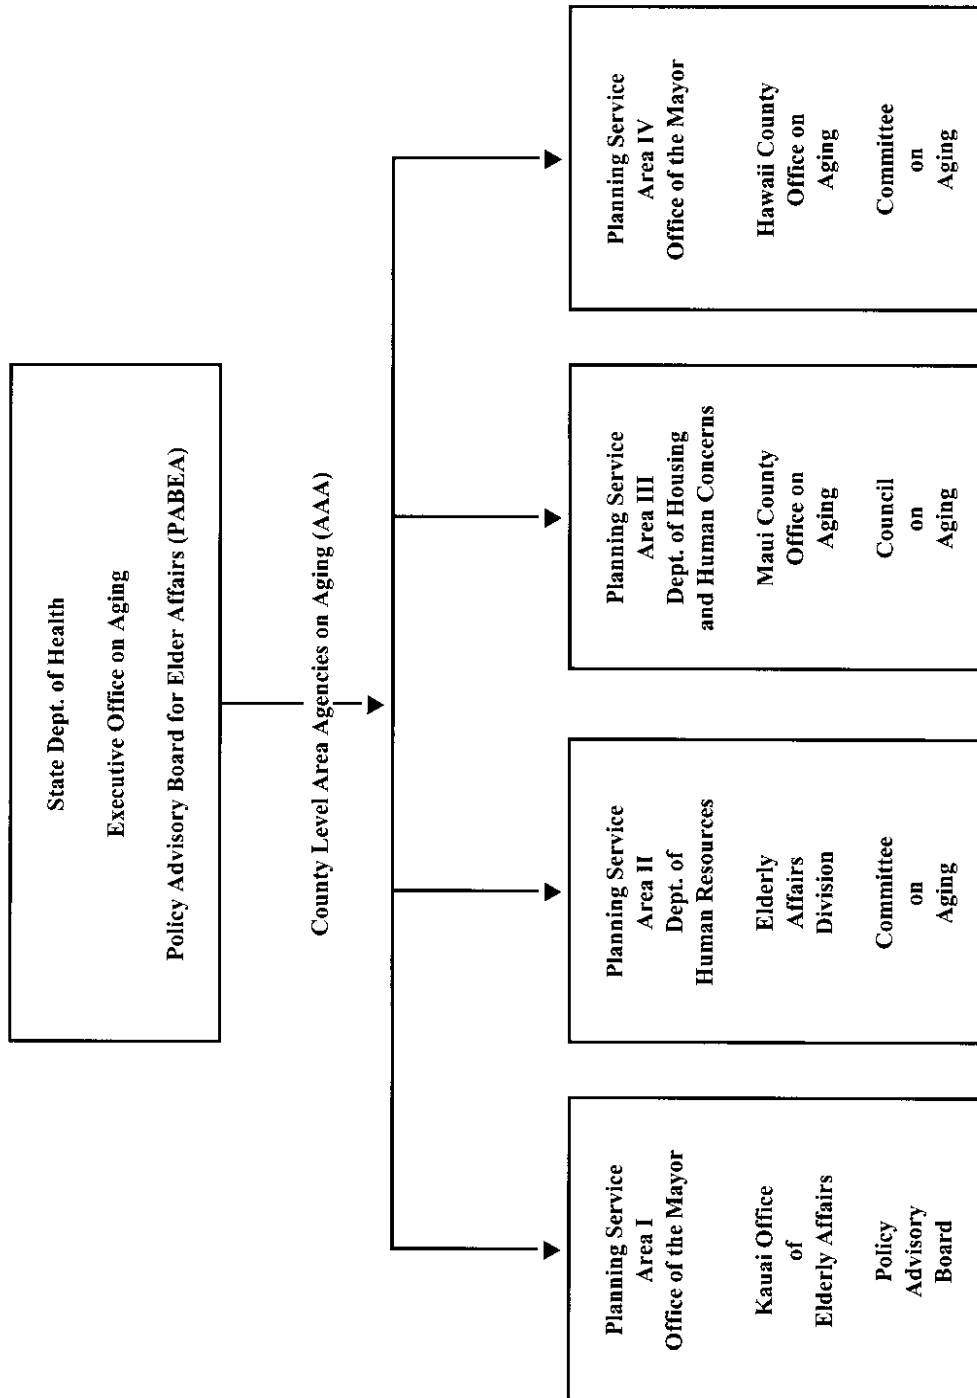 State Dept. of Health
Executive Office on Aging
Policy Advisory Board for Elder Affairs (PABEA)
County Level Area Agencies on Aging (AAA)
Planning Service
Area I
Office of the Mayor
Kauai Office
of
Elderly Affairs
Policy
Advisory
Board
Planning Service
Area II
Dept. of
Human Resources
Elderly
Affairs
Division
Committee
on
Aging
Planning Service
Area III
Dept. of Housing
and Human Concerns
Maui County
Office on
Aging
Council
on
Aging
Planning Service
Area IV
Office of the Mayor
Hawaii County
Office on
Aging
Committee
on
Aging